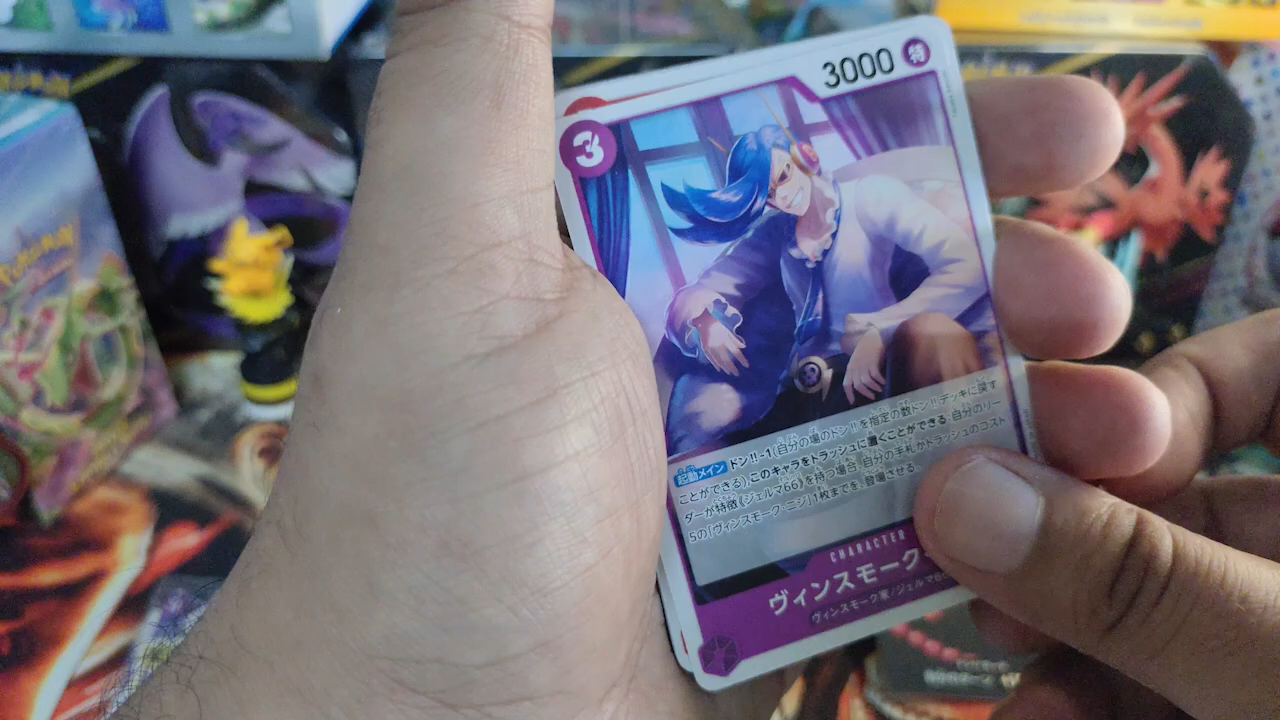 3000
特
3
起動メイン ドン!!-1(自分の場のドン!!を指定の数ドン!!デッキに戻す
ことができる),このキャラをトラッシュに置くことができる:自分のリー
ダーが特徴《ジェルマ66》を持つ場合、自分の手札かトラッシュのコスト
5の「ヴィンスモーク・ニジ」1枚までを、登場させる。
CHARACTER
ヴィンスモーク
ヴィンスモーク家/ジェルマ66